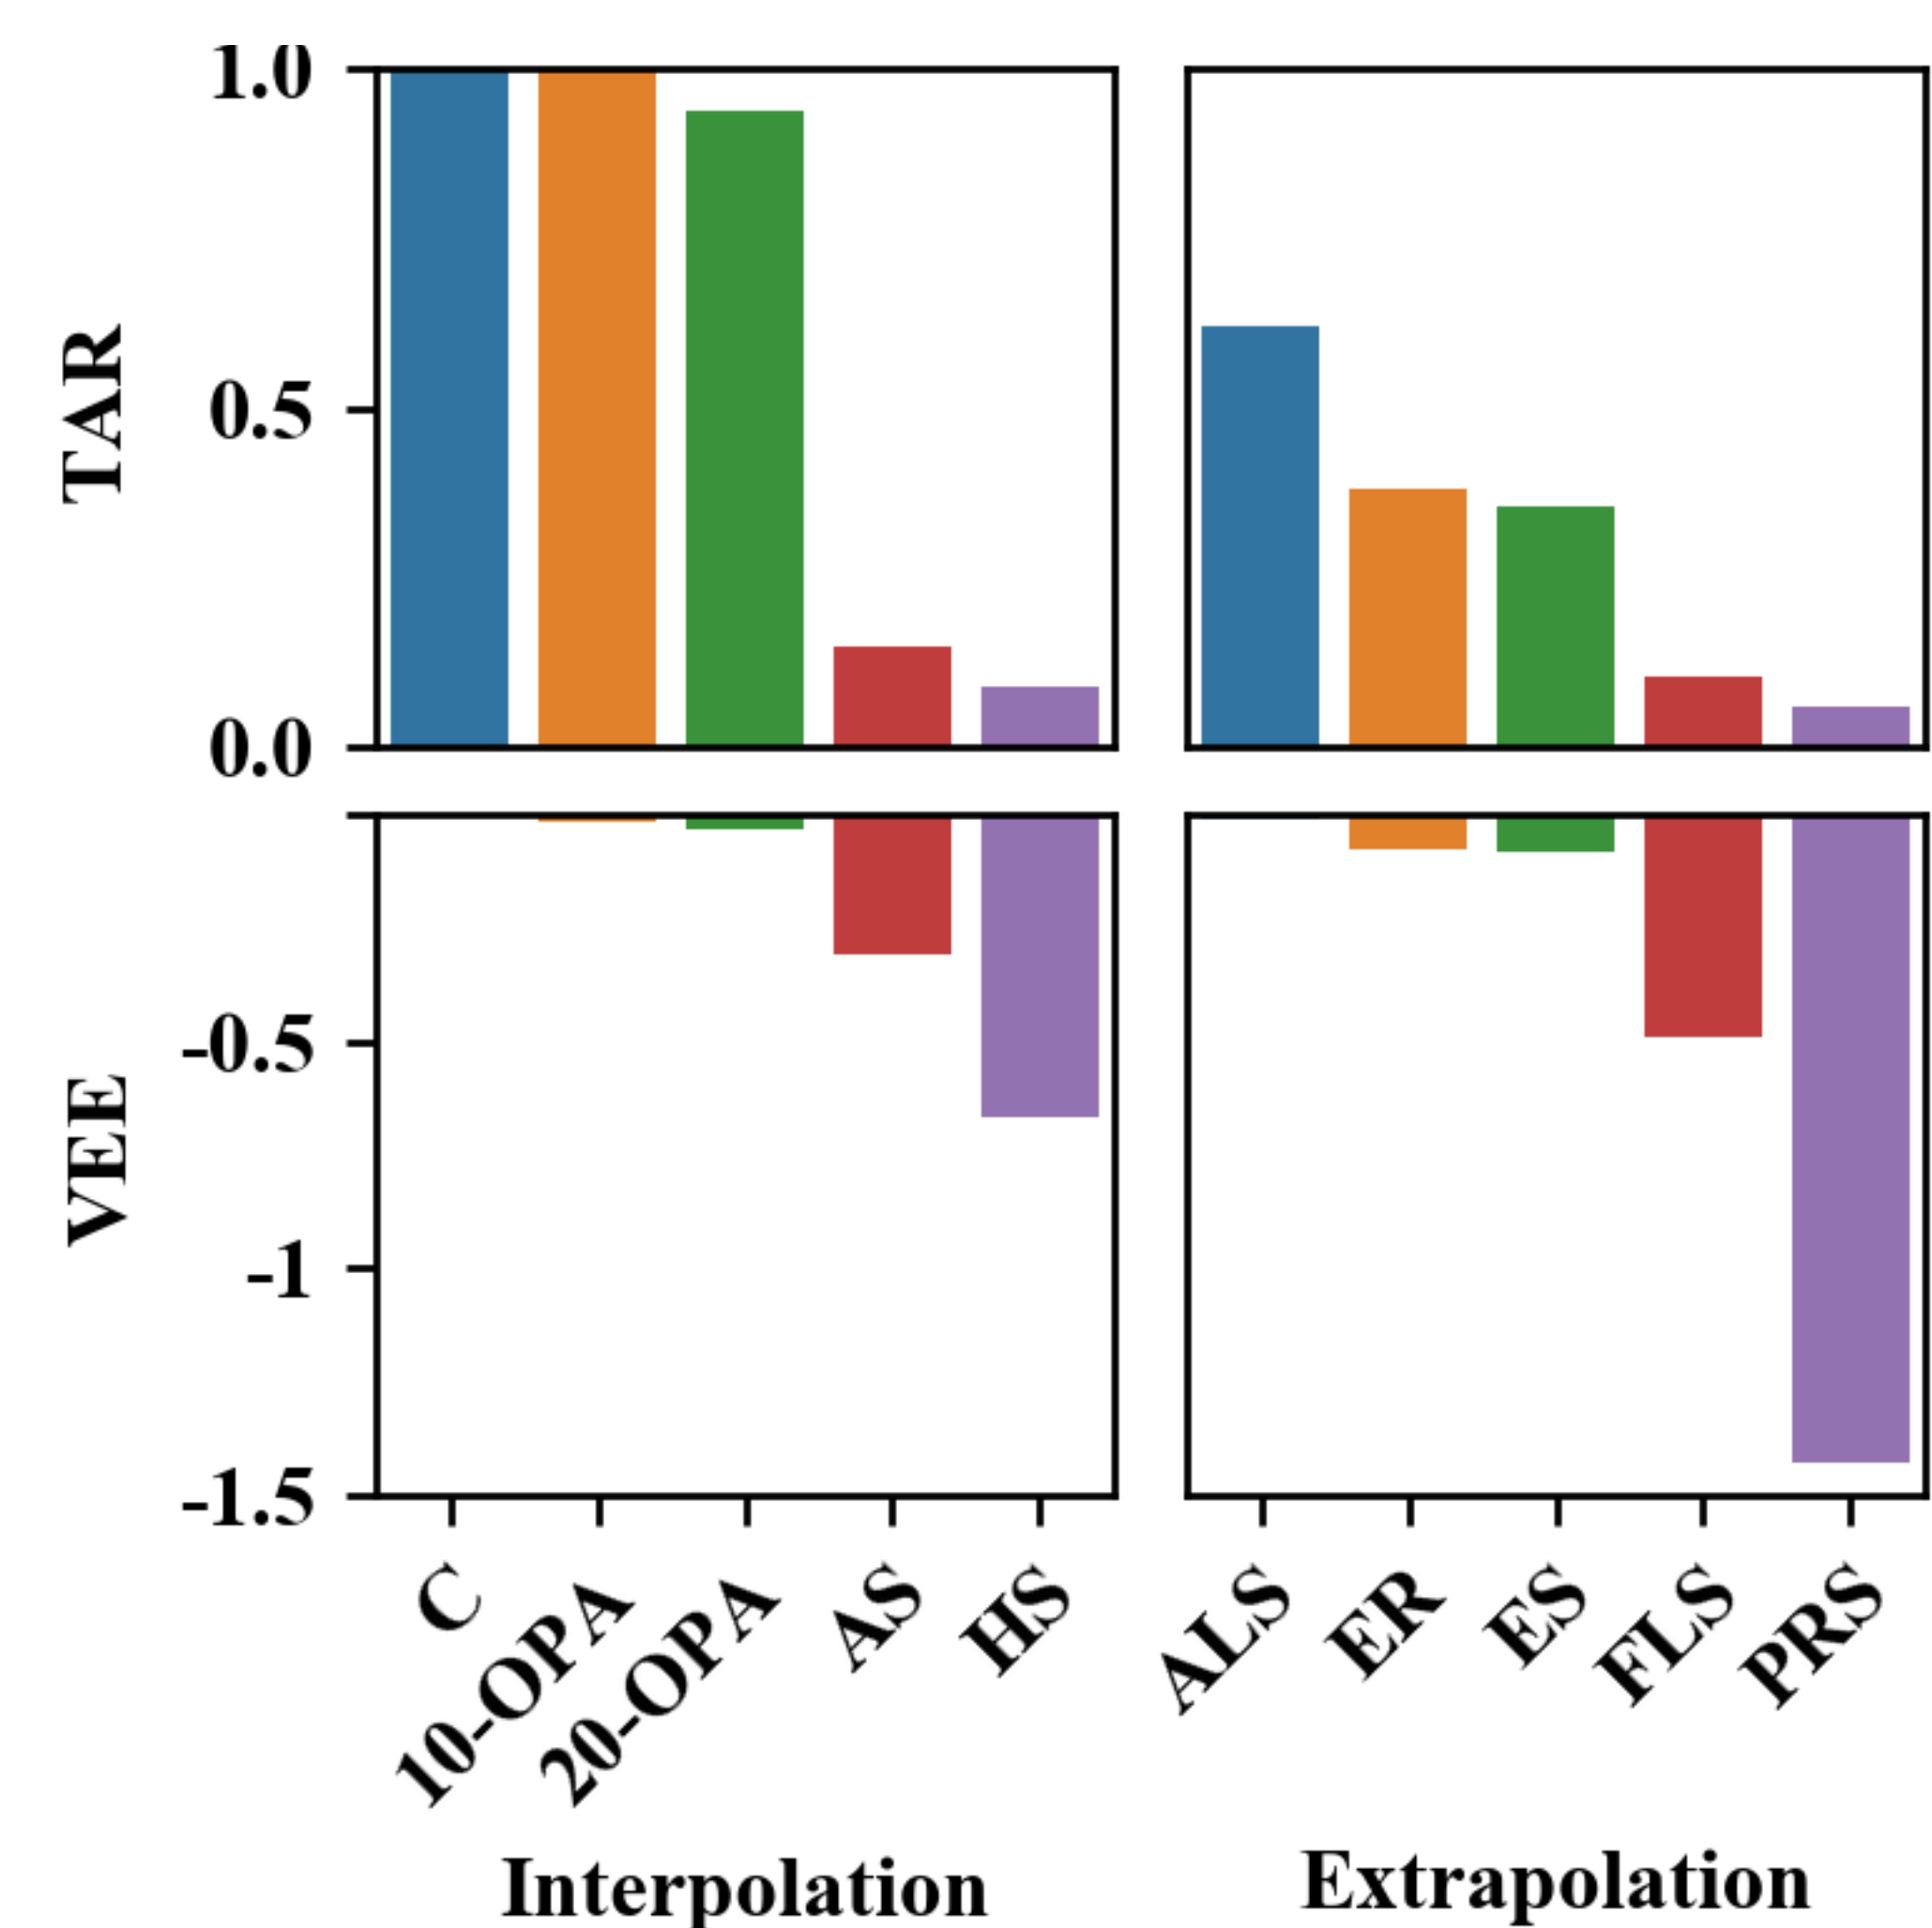 TAR
1.0
0.5
0.0
VEE
-0.5
-1
-1.5
C
10-OPA
20-OPA
AS
HS
ALS
ER
ES
FLS
PRS
Interpolation
Extrapolation